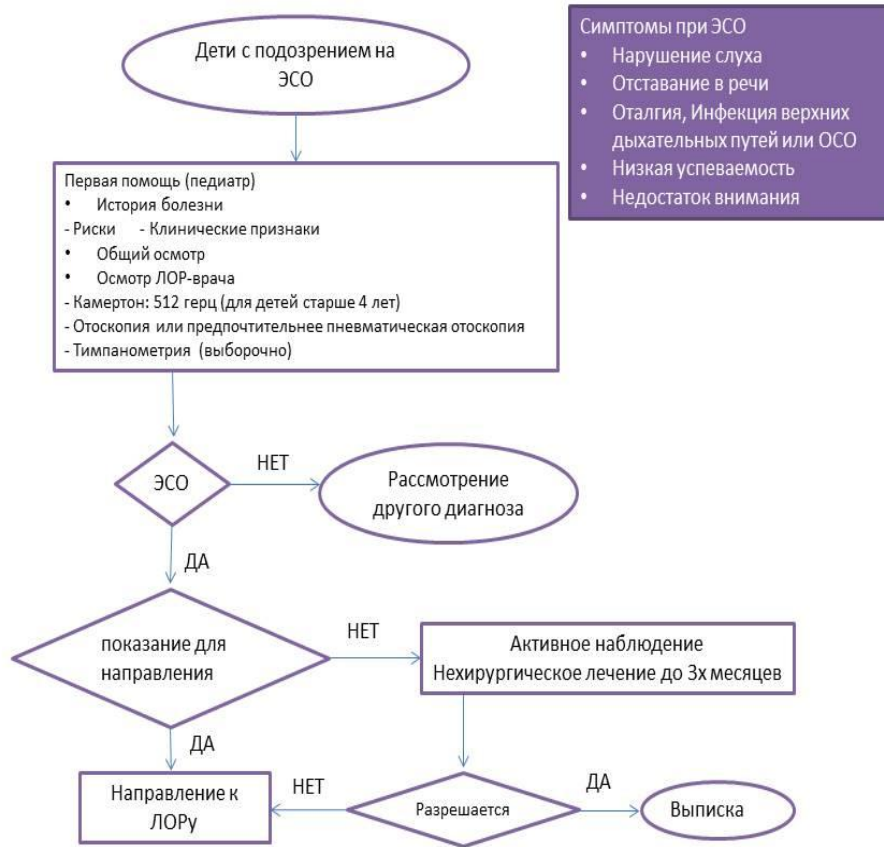 Дети с подозрением на
ЭСО
Симптомы при ЭСО
• Нарушение слуха
• Отставание в речи
• Оталгия, Инфекция верхних
дыхательных путей или ОСО
• Низкая успеваемость
• Недостаток внимания
Первая помощь (педиатр)
• История болезни
- Риски - Клинические признаки
• Общий осмотр
• Осмотр ЛОР-врача
- Камертон: 512 герц (для детей старше 4 лет)
- Отоскопия или предпочтительнее пневматическая отоскопия
- Тимпанометрия (выборочно)
ЭСО
НЕТ
Рассмотрение
другого диагноза
ДА
показание для
направления
НЕТ
Активное наблюдение
Нехирургическое лечение до 3х месяцев
ДА
Направление к
ЛОРу
НЕТ
Разрешается
ДА
Выписка